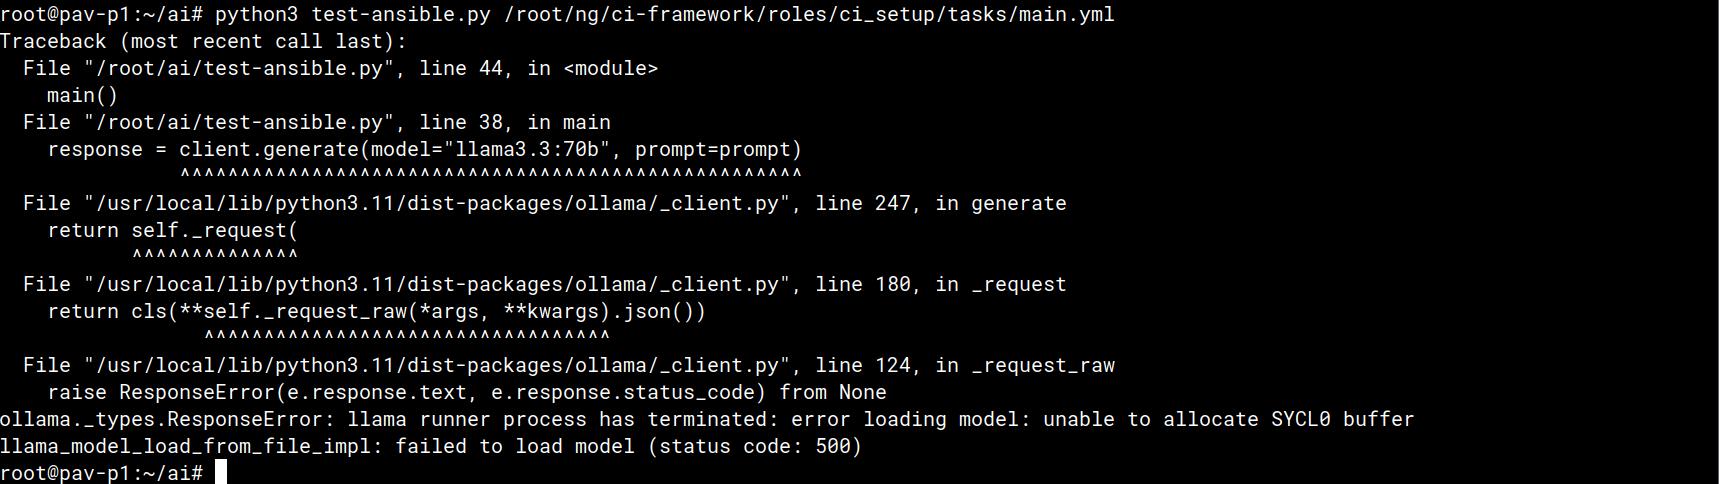 root@pav-p1:~/ai# python3 test-ansible.py /root/ng/ci-framework/roles/ci_setup/tasks/main.yml
Traceback (most recent call last):
  File "/root/ai/test-ansible.py", line 44, in <module>
    main()
  File "/root/ai/test-ansible.py", line 38, in main
    response = client.generate(model="llama3.3:70b", prompt=prompt)
               ^^^^^^^^^^^^^^^^^^^^^^^^^^^^^^^^^^^^^^^^^^^^^^^^^^^^
  File "/usr/local/lib/python3.11/dist-packages/ollama/_client.py", line 247, in generate
    return self._request(
           ^^^^^^^^^^^^^^
  File "/usr/local/lib/python3.11/dist-packages/ollama/_client.py", line 180, in _request
    return cls(**self._request_raw(*args, **kwargs).json())
                 ^^^^^^^^^^^^^^^^^^^^^^^^^^^^^^^^^^
  File "/usr/local/lib/python3.11/dist-packages/ollama/_client.py", line 124, in _request_raw
    raise ResponseError(e.response.text, e.response.status_code) from None
ollama._types.ResponseError: llama runner process has terminated: error loading model: unable to allocate SYCL0 buffer
llama_model_load_from_file_impl: failed to load model (status code: 500)
root@pav-p1:~/ai#